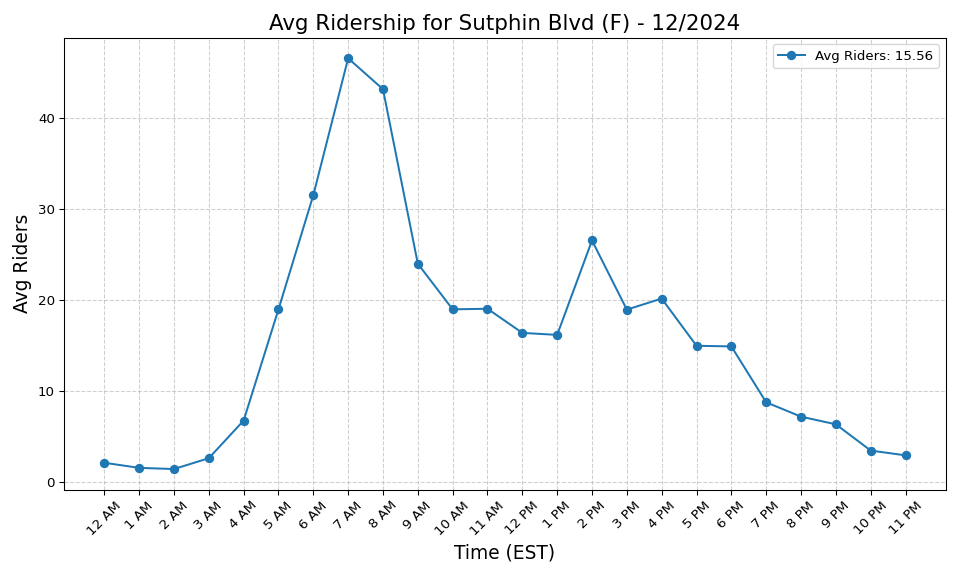 Avg Ridership for Sutphin Blvd (F) - 12/2024
Avg Riders: 15.56
Avg Riders
40
30
20
10
0
12 AM
1 AM
2 AM
3 AM
4 AM
5 AM
6 AM
7 AM
8 AM
9 AM
10 AM
11 AM
12 PM
1 PM
2 PM
3 PM
4 PM
5 PM
6 PM
7 PM
8 PM
9 PM
10 PM
11 PM
Time (EST)